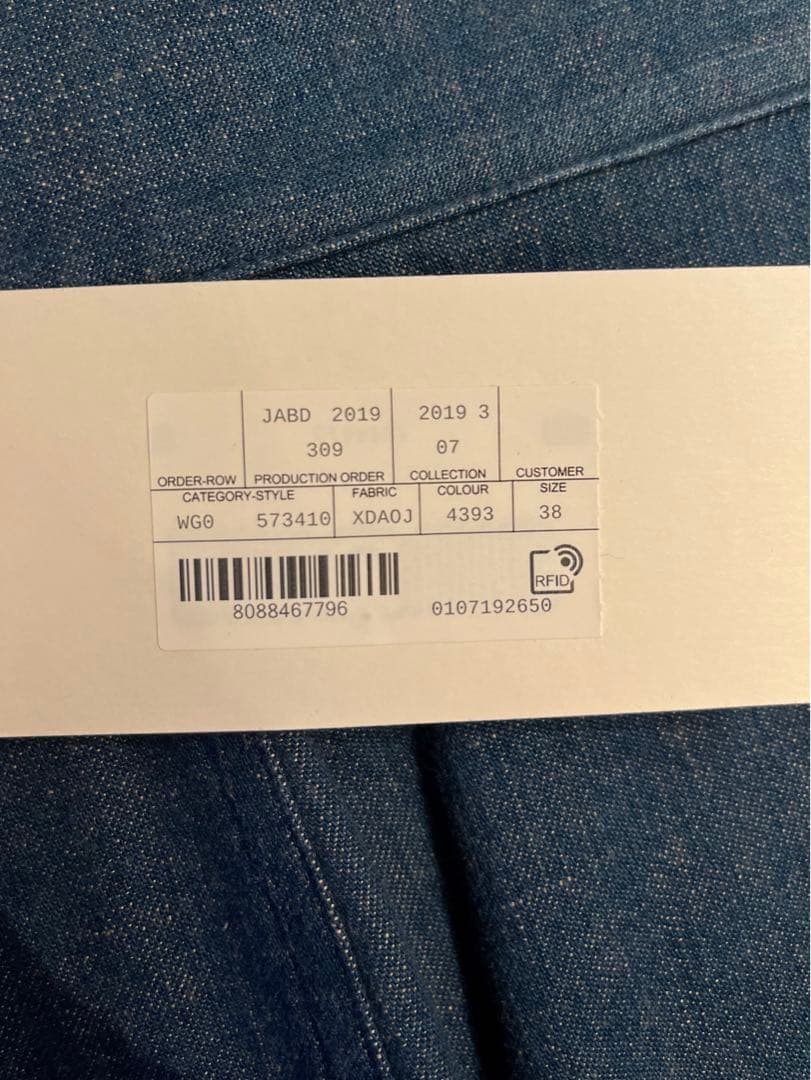 JABD 2019 2019 3
309 07
ORDER-ROW PRODUCTION ORDER COLLECTION CUSTOMER
CATEGORY-STYLE FABRIC COLOUR SIZE
WG0 573410 XDAOJ 4393 38
RFID
8088467796 0107192650